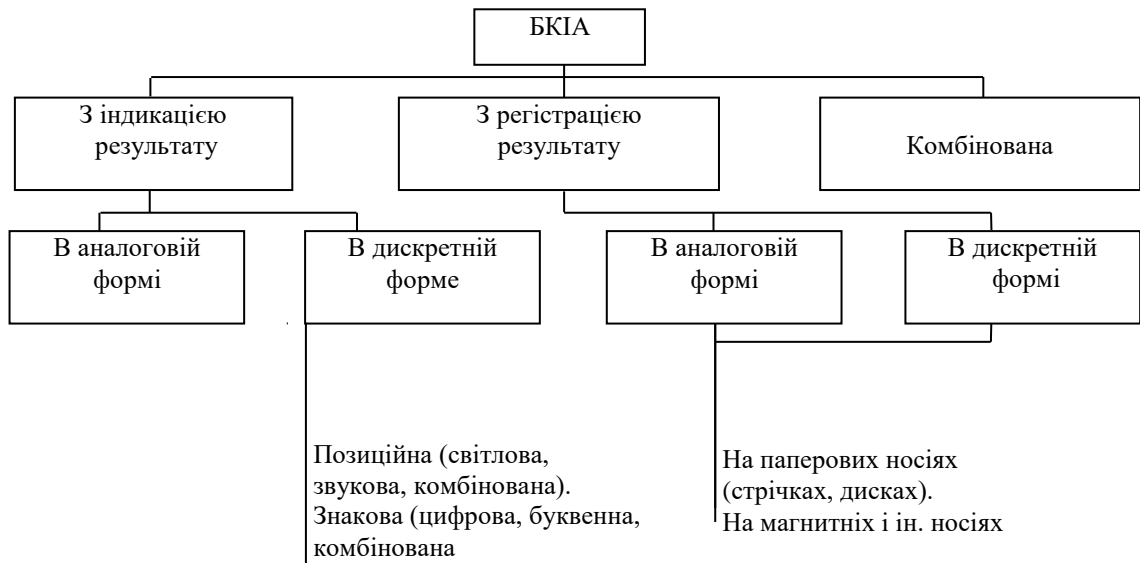 БКІА
З індикацією
результату
З регістрацією
результату
Комбінована
В аналоговій
формі
В дискретній
форме
В аналоговій
формі
В дискретній
формі
Позиційна (світлова,
звукова, комбінована).
Знакова (цифрова, буквенна,
комбінована
На паперових носіях
(стрічках, дисках).
На магнитніх і ін. носіях